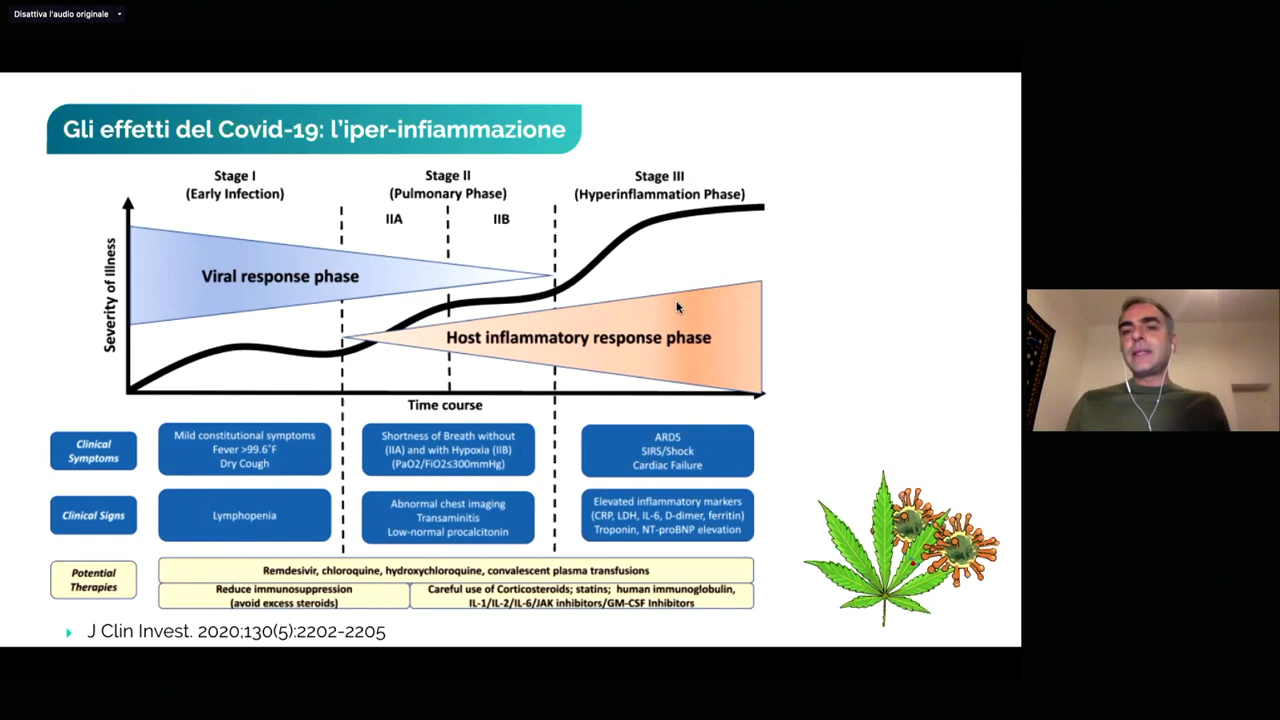 Disattiva l'audio originale
Gli effetti del Covid-19: l'iper-infiammazione
Stage I
(Early Infection)
Stage II
(Pulmonary Phase)
Stage III
(Hyperinflammation Phase)
IIA
IIB
Severity of Illness
Viral response phase
Host inflammatory response phase
Time course
Clinical
Symptoms
Mild constitutional symptoms
Fever >99.6°F
Dry Cough
Shortness of Breath without
(IIA) and with Hypoxia (IIB)
(PaO2/FiO2≤300mmHg)
ARDS
SIRS/Shock
Cardiac Failure
Clinical Signs
Lymphopenia
Abnormal chest imaging
Transaminitis
Low-normal procalcitonin
Elevated inflammatory markers
(CRP, LDH, IL-6, D-dimer, ferritin)
Troponin, NT-proBNP elevation
Potential
Therapies
Remdesivir, chloroquine, hydroxychloroquine, convalescent plasma transfusions
Reduce immunosuppression
(avoid excess steroids)
Careful use of Corticosteroids; statins; human immunoglobulin,
IL-1/IL-2/IL-6/JAK inhibitors/GM-CSF Inhibitors
J Clin Invest. 2020;130(5):2202-2205